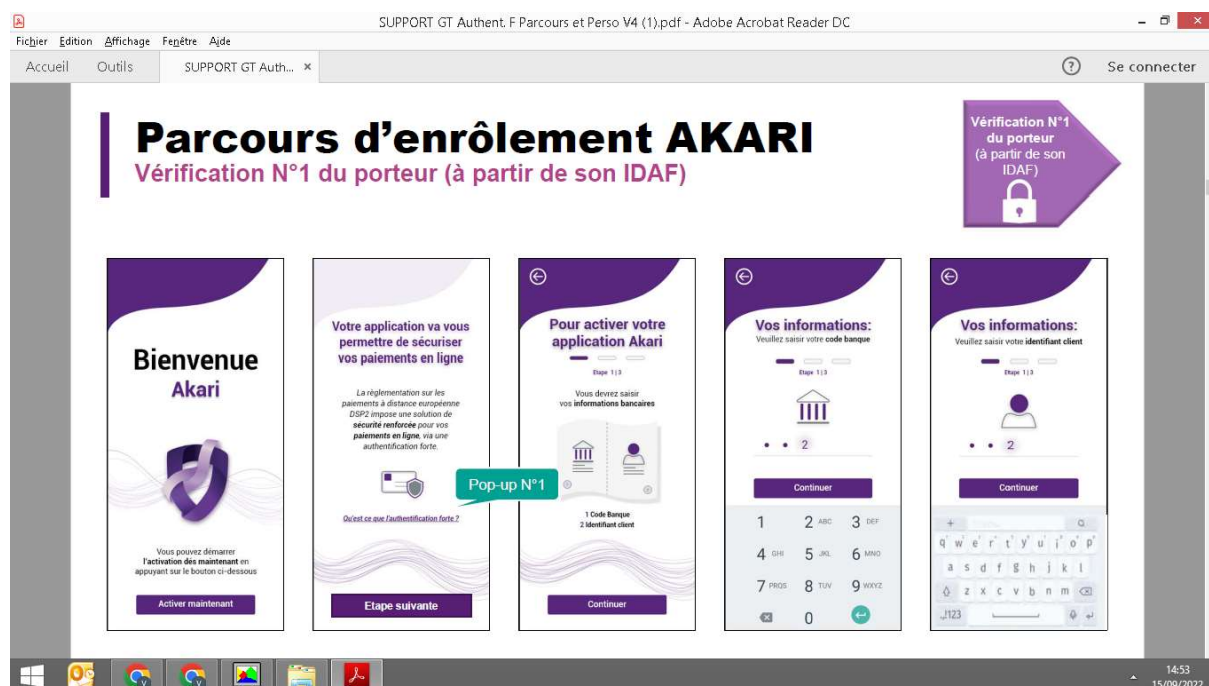 SUPPORT GT Authent. F Parcours et Perso V4 (1).pdf - Adobe Acrobat Reader DC
Fichier Edition Affichage Fenêtre Aide
Accueil Outils SUPPORT GT Auth... × ? Se connecter
Parcours d'enrôlement AKARI
Vérification N°1 du porteur (à partir de son IDAF)
Vérification N°1
du porteur
(à partir de son
IDAF)
Bienvenue
Akari
Vous pouvez démarrer
l'activation dès maintenant en
appuyant sur le bouton ci-dessous
Activer maintenant
Votre application va vous
permettre de sécuriser
vos paiements en ligne
La réglementation sur les
paiements à distance européenne
DSP2 impose une solution de
sécurité renforcée pour vos
paiements en ligne, via une
authentification forte.
Pop-up N°1
Qu'est ce que l'authentification forte ?
Etape suivante
Pour activer votre
application Akari
Etape 1|3
Vous devrez saisir
vos informations bancaires
1 Code Banque
2 Identifiant client
Continuer
Vos informations:
Veuillez saisir votre code banque
Etape 1|3
• • 2
Continuer
1 2 ABC 3 DEF
4 GHI 5 JKL 6 MNO
7 PRQS 8 TUV 9 WXYZ
0
Vos informations:
Veuillez saisir votre identifiant client
Etape 1|3
• • 2
Continuer
q w e r t y u i o p
a s d f g h j k l
z x c v b n m
.,!123
14:53
15/09/2022